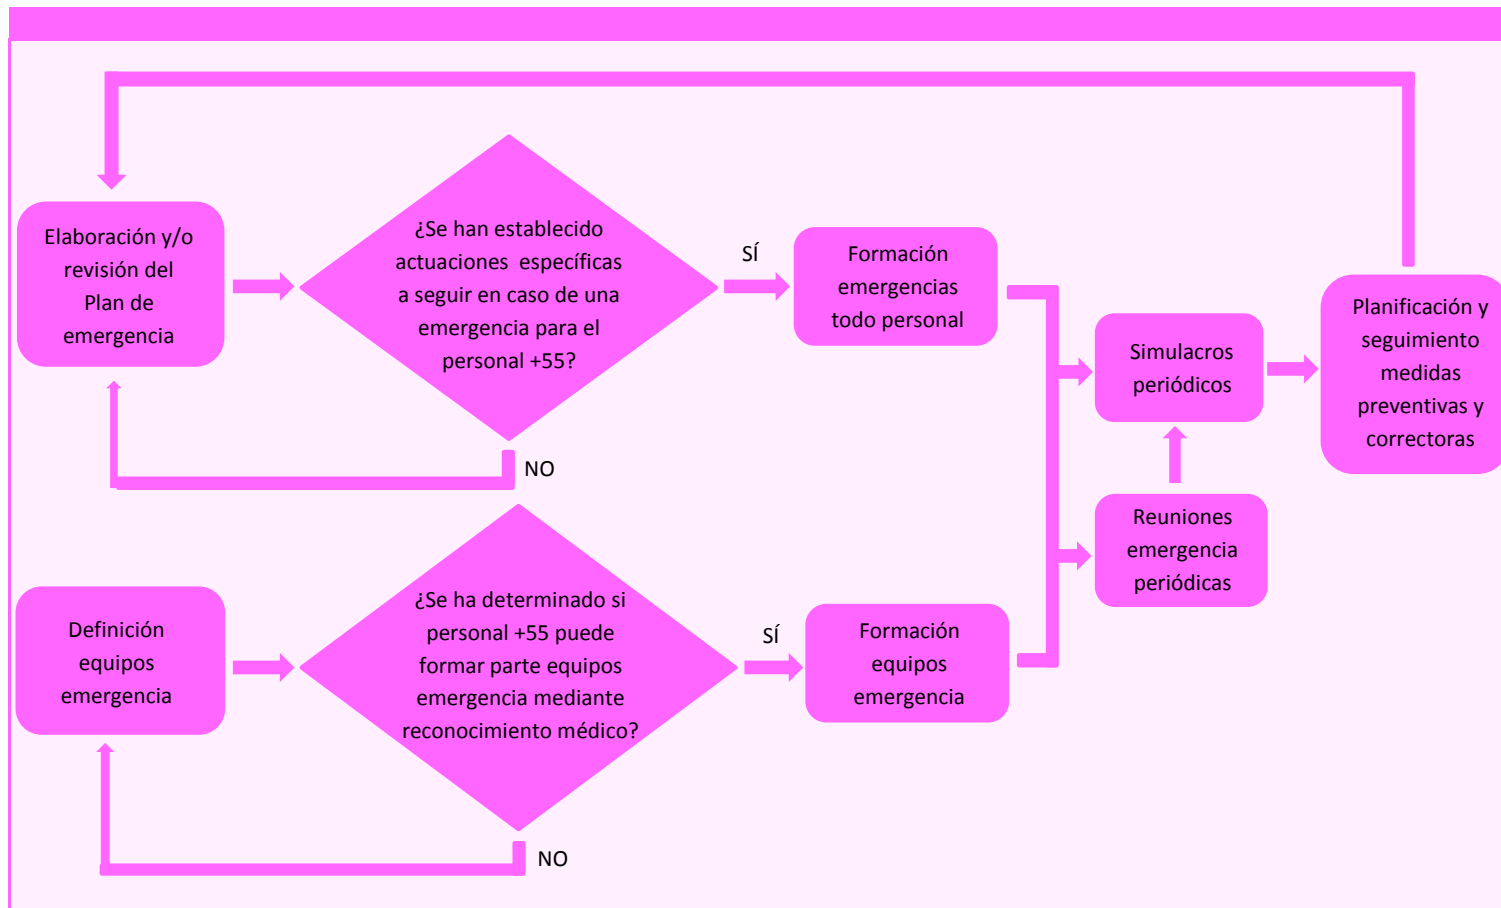 Elaboración y/o
revisión del
Plan de
emergencia
¿Se han establecido
actuaciones específicas
a seguir en caso de una
emergencia para el
personal +55?
SÍ
NO
Formación
emergencias
todo personal
Simulacros
periódicos
Planificación y
seguimiento
medidas
preventivas y
correctoras
Reuniones
emergencia
periódicas
Definición
equipos
emergencia
¿Se ha determinado si
personal +55 puede
formar parte equipos
emergencia mediante
reconocimiento médico?
SÍ
NO
Formación
equipos
emergencia